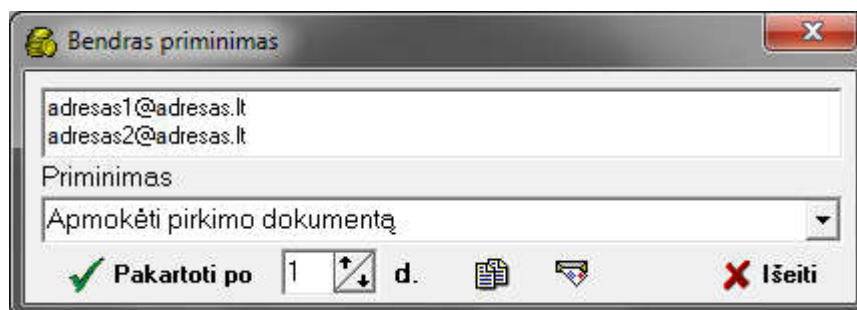 Bendras priminimas
adresas1@adresas.lt
adresas2@adresas.lt
Priminimas
Apmokėti pirkimo dokumentą
Pakartoti po 1 d. Išeiti